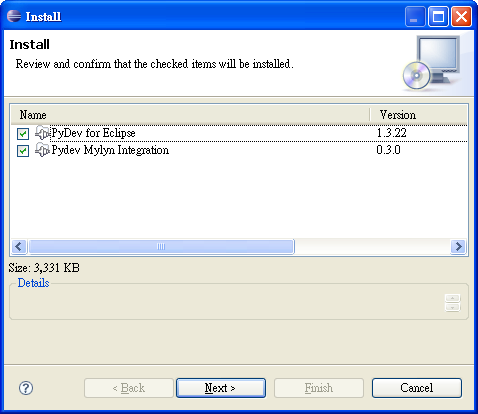 Install
Install
Review and confirm that the checked items will be installed.
Name Version
PyDev for Eclipse 1.3.22
Pydev Mylyn Integration 0.3.0
Size: 3,331 KB
Details
? < Back Next > Finish Cancel